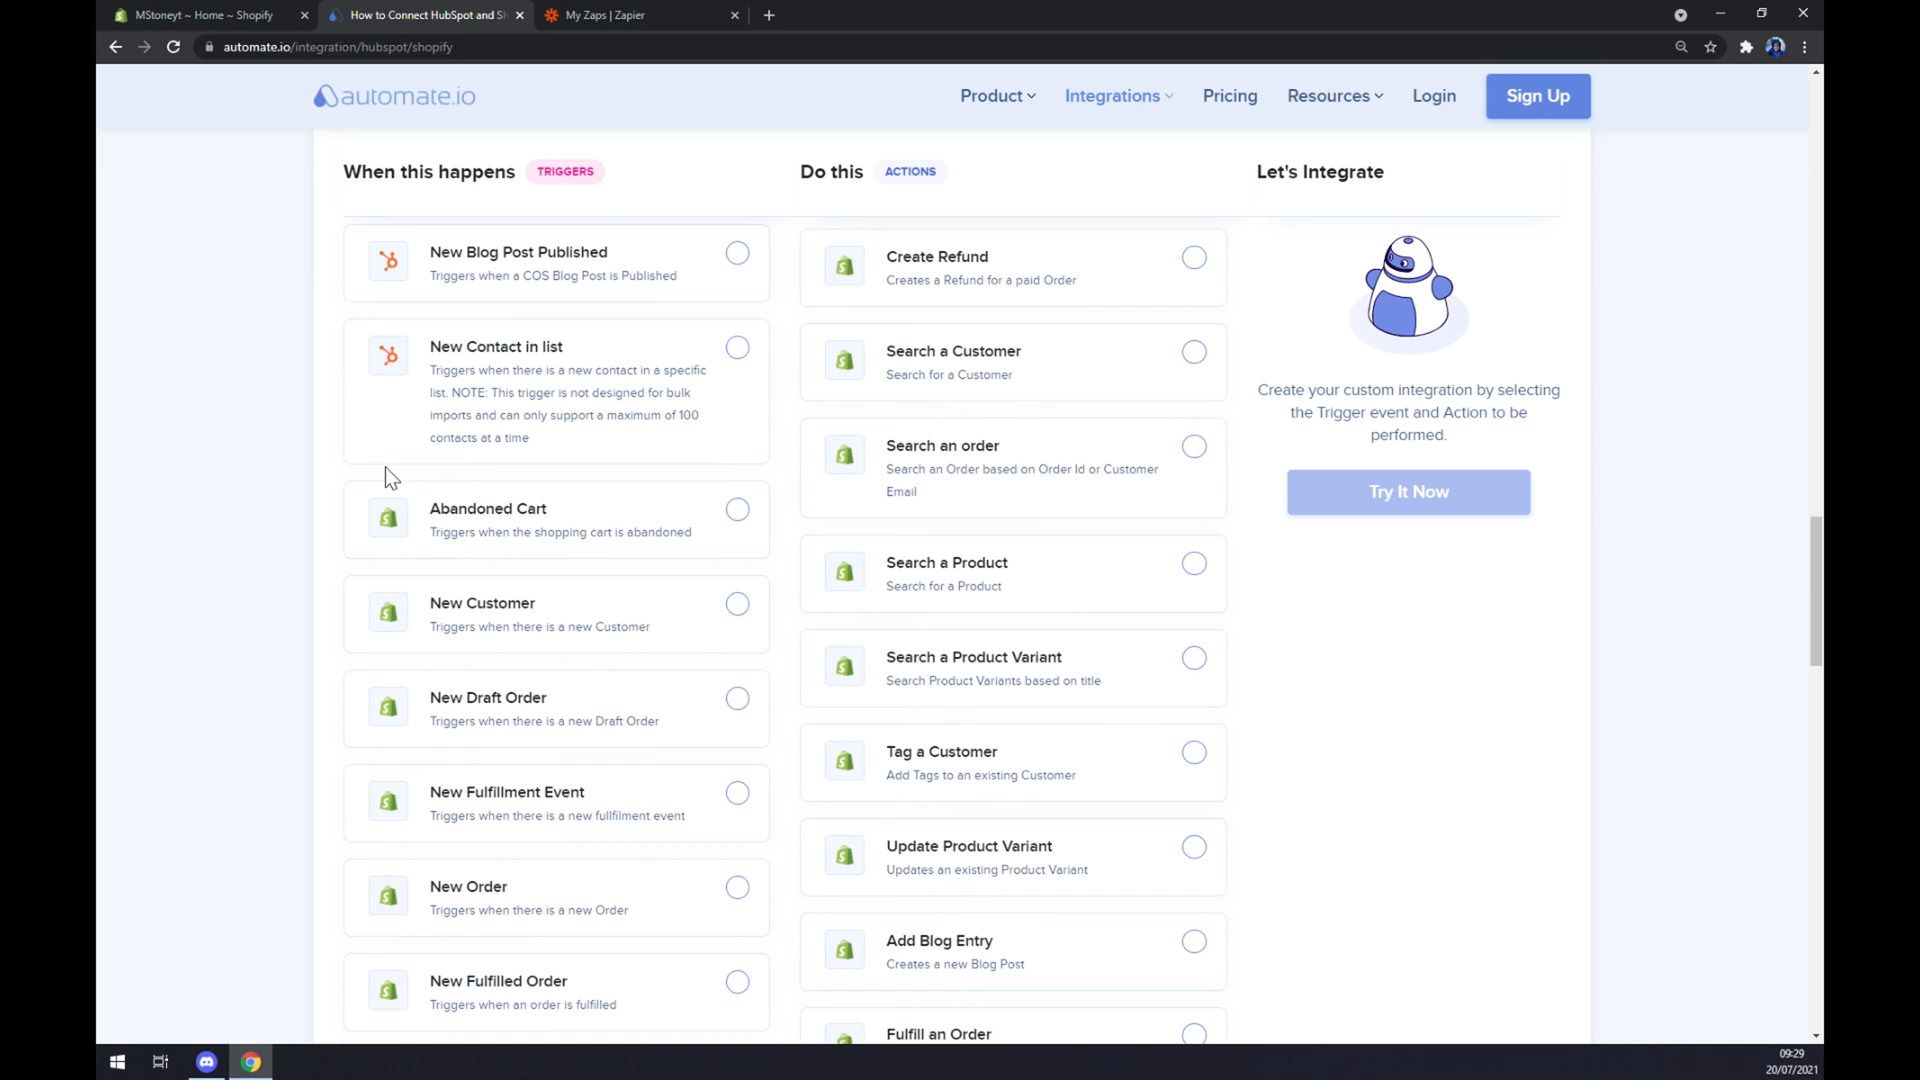 MStoneyt ~ Home ~ Shopify
How to Connect HubSpot and Sh
My Zaps | Zapier
automate.io/integration/hubspot/shopify
automate.io
Product
Integrations
Pricing
Resources
Login
Sign Up
When this happens
TRIGGERS
Do this
ACTIONS
Let's Integrate
New Blog Post Published
Triggers when a COS Blog Post is Published
New Contact in list
Triggers when there is a new contact in a specific
list. NOTE: This trigger is not designed for bulk
imports and can only support a maximum of 100
contacts at a time
Abandoned Cart
Triggers when the shopping cart is abandoned
New Customer
Triggers when there is a new Customer
New Draft Order
Triggers when there is a new Draft Order
New Fulfillment Event
Triggers when there is a new fullfilment event
New Order
Triggers when there is a new Order
New Fulfilled Order
Triggers when an order is fulfilled
Create Refund
Creates a Refund for a paid Order
Search a Customer
Search for a Customer
Search an order
Search an Order based on Order Id or Customer
Email
Search a Product
Search for a Product
Search a Product Variant
Search Product Variants based on title
Tag a Customer
Add Tags to an existing Customer
Update Product Variant
Updates an existing Product Variant
Add Blog Entry
Creates a new Blog Post
Fulfill an Order
Create your custom integration by selecting
the Trigger event and Action to be
performed.
Try It Now
09:29
20/07/2021